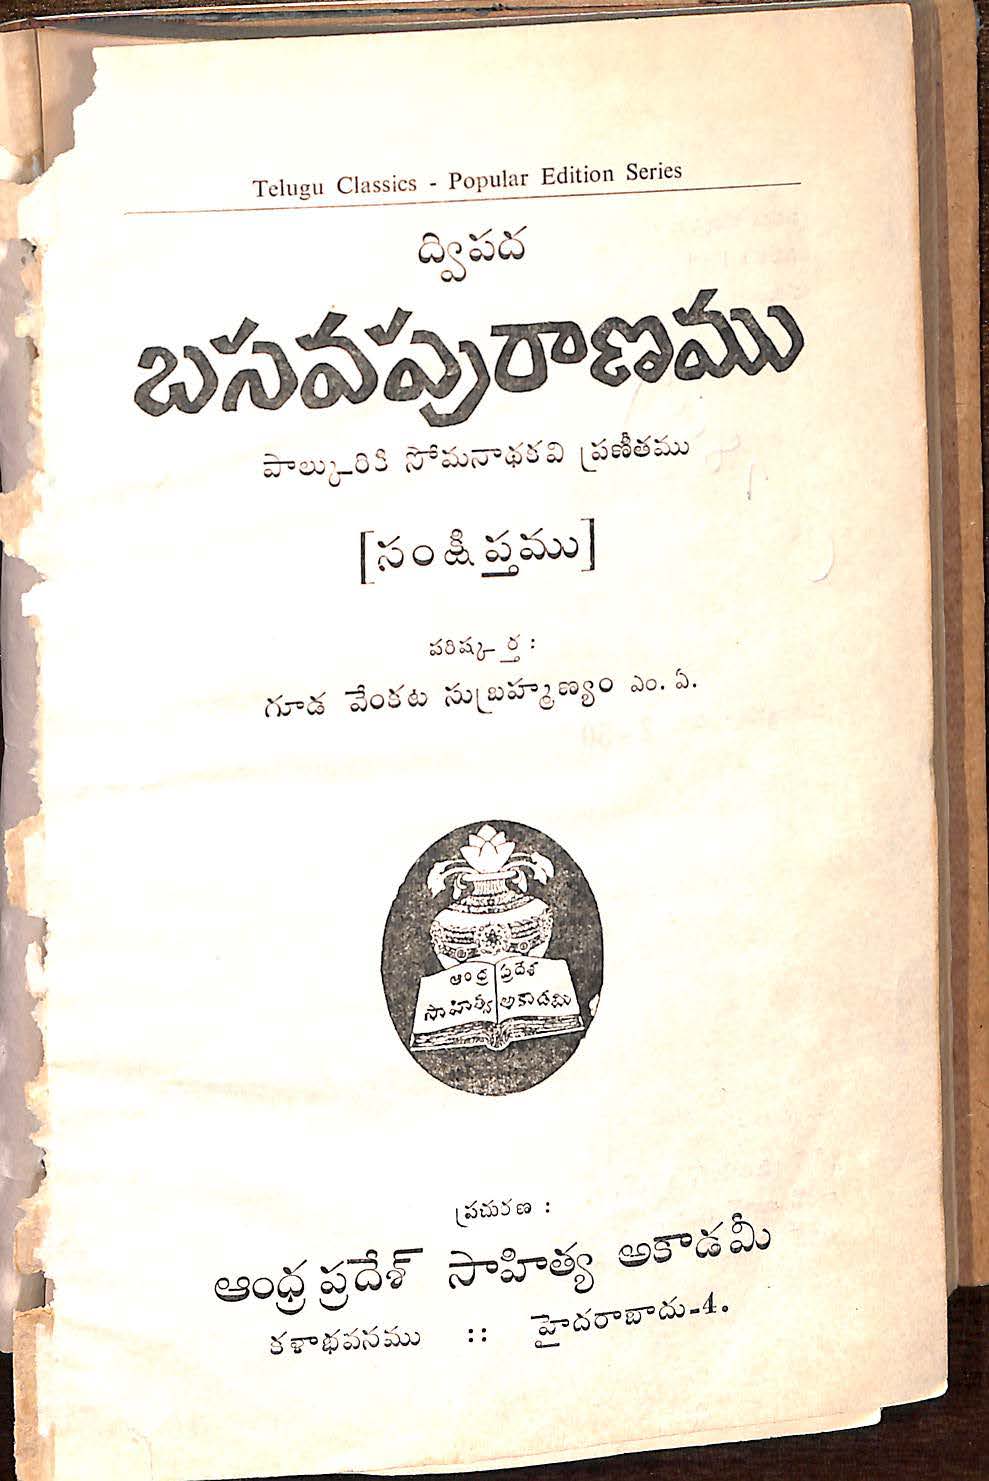 Telugu Classics - Popular Edition Series
ద్విపద
బసవపురాణము
పాల్కురికి సోమనాథకవి ప్రణీతము
[సంక్షిప్తము]
పరిష్కర్త :
గూడ వేంకట సుబ్రహ్మణ్యం ఎం. ఏ.
ఆంధ్ర ప్రదేశ్
సాహిత్య అకాడమి
ప్రచురణ :
ఆంధ్ర ప్రదేశ్ సాహిత్య అకాడమీ
కళాభవనము :: హైదరాబాదు-4.